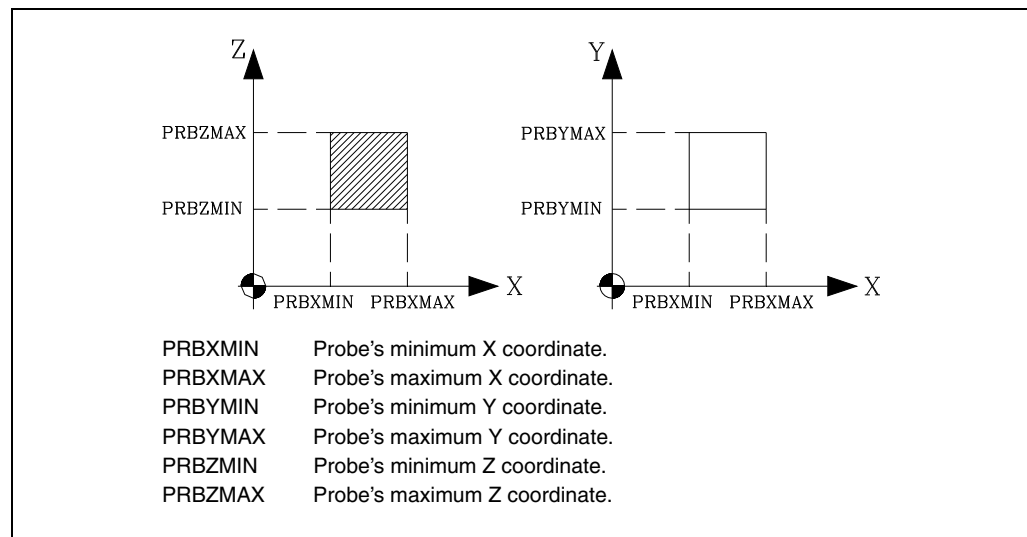 Z
Y
PRBZMAX
PRBYMAX
PRBZMIN
PRBYMIN
X
X
PRBXMIN PRBXMAX
PRBXMIN PRBXMAX
PRBXMIN Probe's minimum X coordinate.
PRBXMAX Probe's maximum X coordinate.
PRBYMIN Probe's minimum Y coordinate.
PRBYMAX Probe's maximum Y coordinate.
PRBZMIN Probe's minimum Z coordinate.
PRBZMAX Probe's maximum Z coordinate.